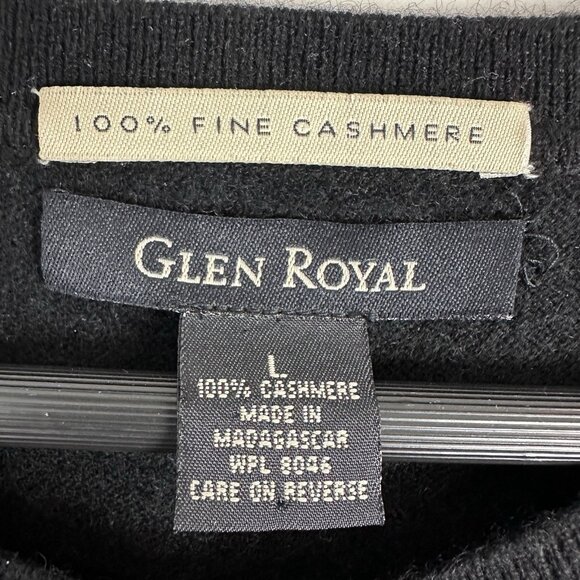 100% FINE CASHMERE
GLEN ROYAL
L
100% CASHMERE
MADE IN
MADAGASCAR
WPL 8046
CARE ON REVERSE